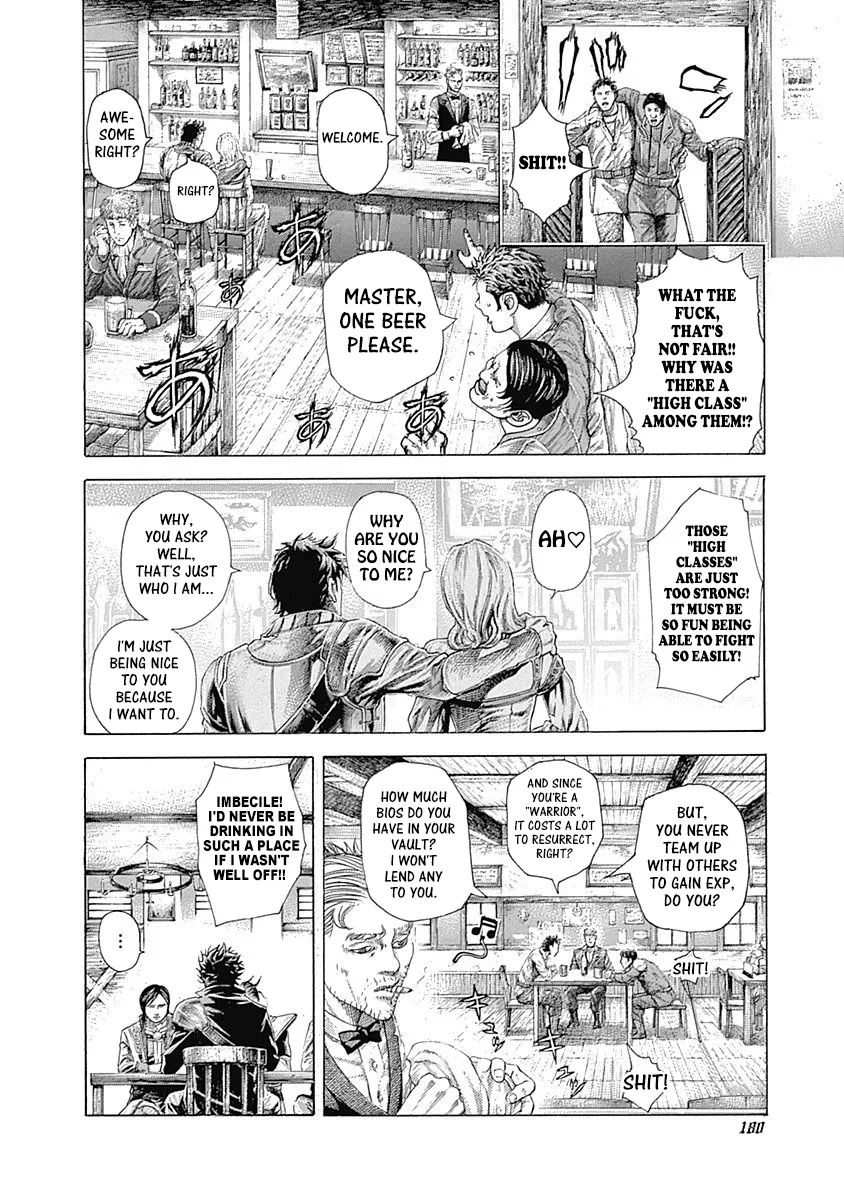 SHIT!!
WHAT THE
FUCK,
THAT'S
NOT FAIR!!
WHY WAS
THERE A
"HIGH CLASS"
AMONG THEM!?
WELCOME.
MASTER,
ONE BEER
PLEASE.
AWE-
SOME
RIGHT?
RIGHT?
あ
あ
あ
あ
あ
THOSE
"HIGH
CLASSES"
ARE JUST
TOO STRONG!
IT MUST BE
SO FUN BEING
ABLE TO FIGHT
SO EASILY!
AH♡
WHY
ARE YOU
SO NICE
TO ME?
WHY,
YOU ASK?
WELL,
THAT'S JUST
WHO I AM...
I'M JUST
BEING NICE
TO YOU
BECAUSE
I WANT TO.
BUT,
YOU NEVER
TEAM UP
WITH OTHERS
TO GAIN EXP,
DO YOU?
AND SINCE
YOU'RE A
"WARRIOR",
IT COSTS A LOT
TO RESURRECT,
RIGHT?
HOW MUCH
BIOS DO YOU
HAVE IN YOUR
VAULT?
I WON'T
LEND ANY
TO YOU.
SHIT!
SHIT!
キュ
キュ
IMBECILE!
I'D NEVER BE
DRINKING IN
SUCH A PLACE
IF I WASN'T
WELL OFF!!
...
180